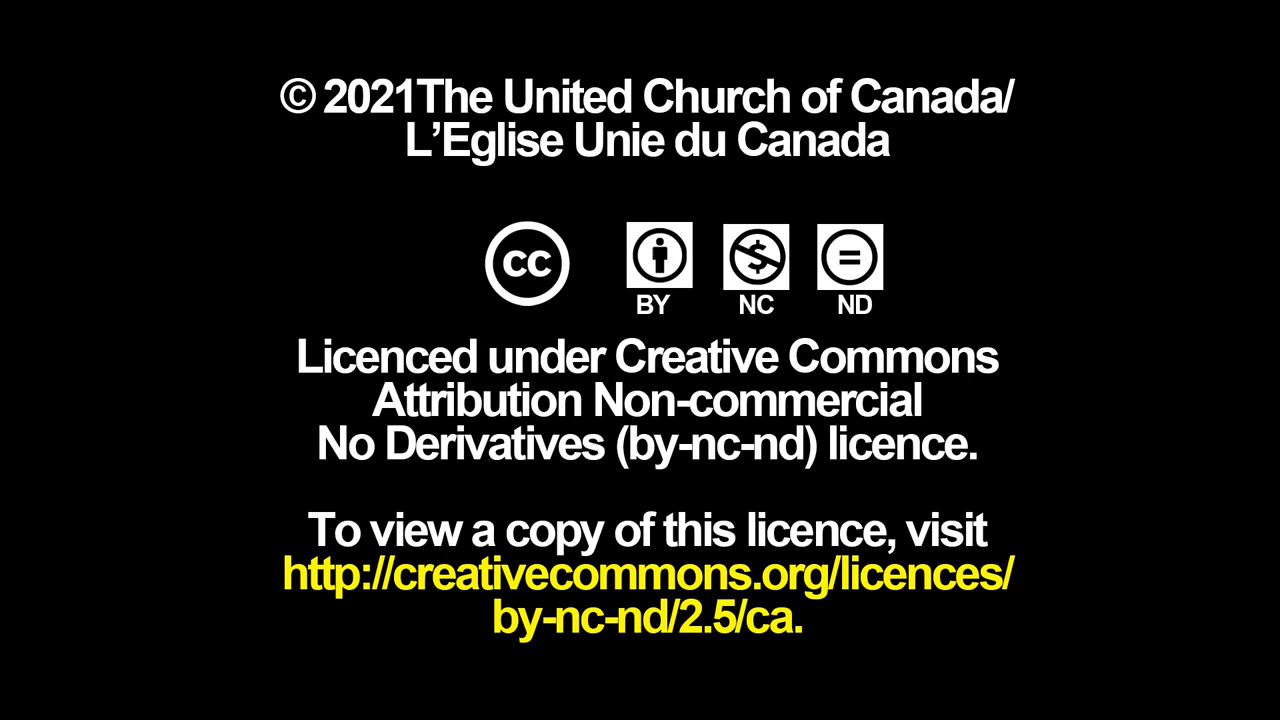 © 2021The United Church of Canada/
L’Eglise Unie du Canada
cc
BY NC ND
Licenced under Creative Commons
Attribution Non-commercial
No Derivatives (by-nc-nd) licence.
To view a copy of this licence, visit
http://creativecommons.org/licences/
by-nc-nd/2.5/ca.